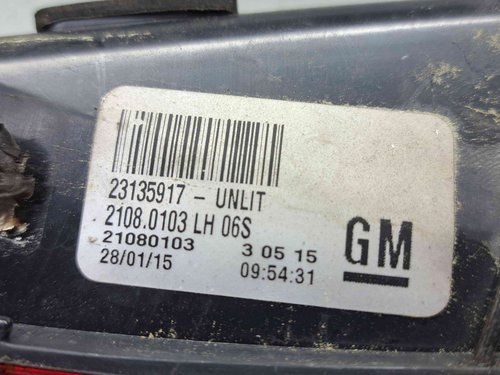 23135917 - UNLIT
2108.0103 LH 06S
21080103 3 05 15
28/01/15 09:54:31
GM